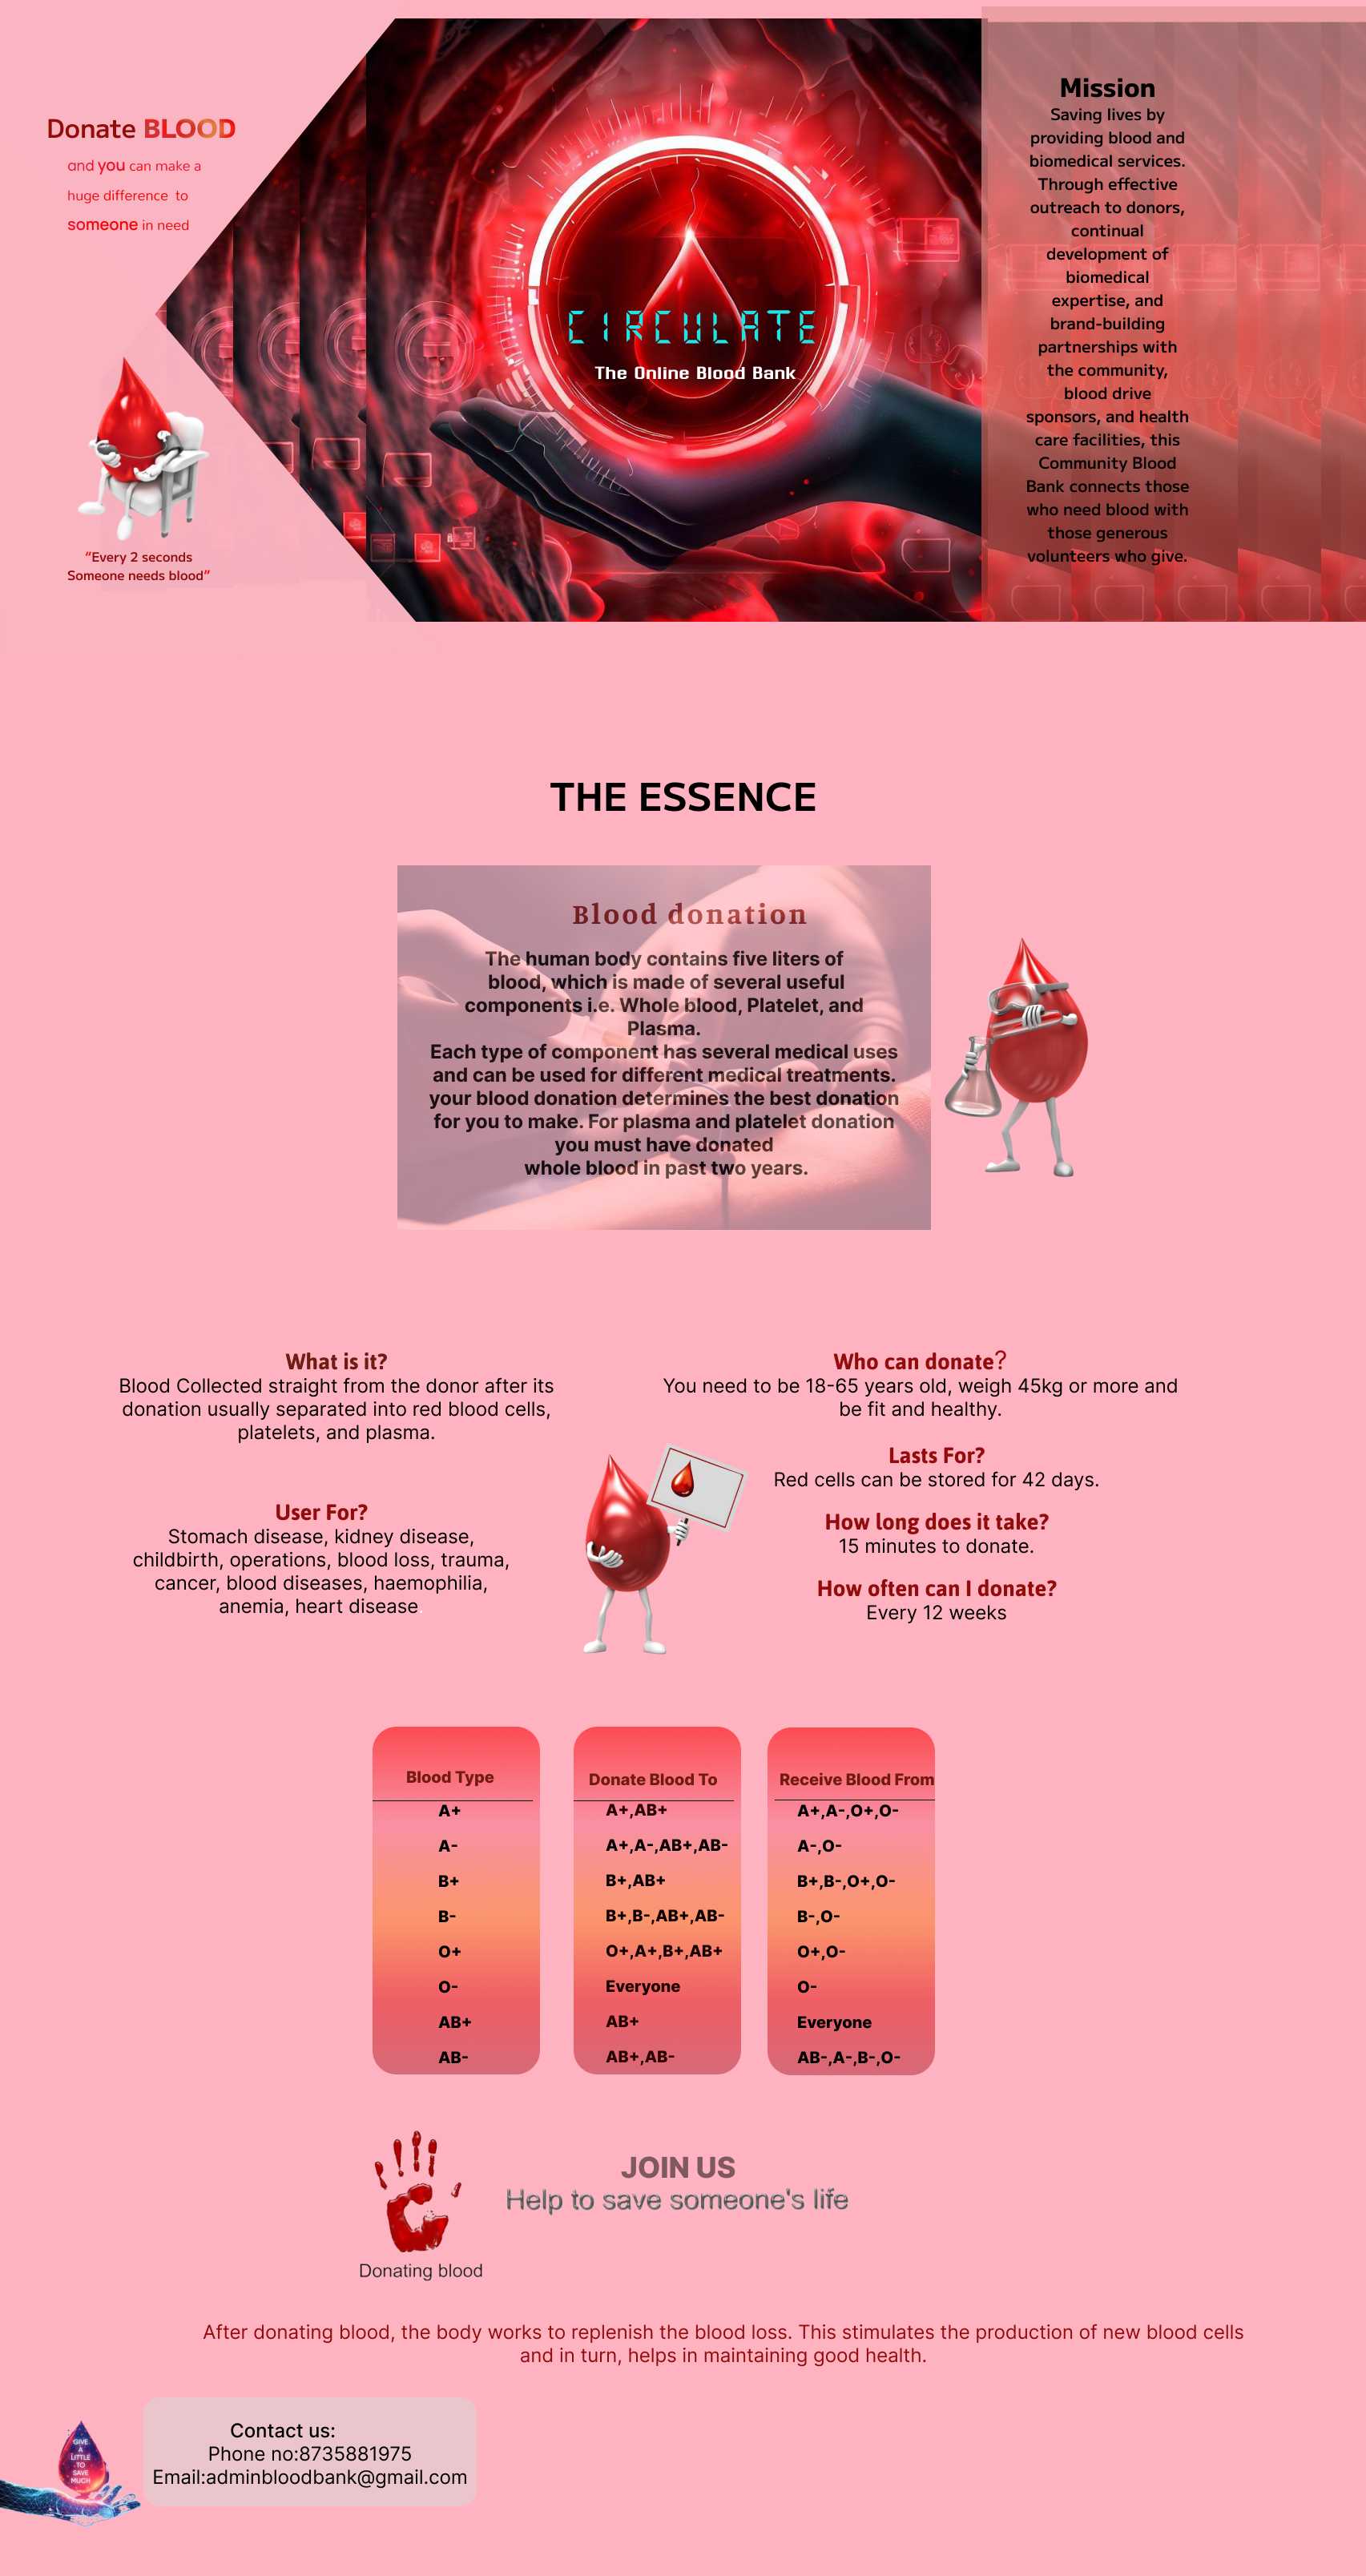 Donate BLOOD
and you can make a
huge difference to
someone in need
“Every 2 seconds
Someone needs blood”
CIRCULATE
The Online Blood Bank
Mission
Saving lives by
providing blood and
biomedical services.
Through effective
outreach to donors,
continual
development of
biomedical
expertise, and
brand-building
partnerships with
the community,
blood drive
sponsors, and health
care facilities, this
Community Blood
Bank connects those
who need blood with
those generous
volunteers who give.
THE ESSENCE
Blood donation
The human body contains five liters of
blood, which is made of several useful
components i.e. Whole blood, Platelet, and
Plasma.
Each type of component has several medical uses
and can be used for different medical treatments.
your blood donation determines the best donation
for you to make. For plasma and platelet donation
you must have donated
whole blood in past two years.
What is it?
Blood Collected straight from the donor after its
donation usually separated into red blood cells,
platelets, and plasma.
User For?
Stomach disease, kidney disease,
childbirth, operations, blood loss, trauma,
cancer, blood diseases, haemophilia,
anemia, heart disease.
Who can donate?
You need to be 18-65 years old, weigh 45kg or more and
be fit and healthy.
Lasts For?
Red cells can be stored for 42 days.
How long does it take?
15 minutes to donate.
How often can I donate?
Every 12 weeks
Blood Type Donate Blood To Receive Blood From
A+ A+,AB+ A+,A-,O+,O-
A- A+,A-,AB+,AB- A-,O-
B+ B+,AB+ B+,B-,O+,O-
B- B+,B-,AB+,AB- B-,O-
O+ O+,A+,B+,AB+ O+,O-
O- Everyone O-
AB+ AB+ Everyone
AB- AB+,AB- AB-,A-,B-,O-
JOIN US
Help to save someone's life
Donating blood
After donating blood, the body works to replenish the blood loss. This stimulates the production of new blood cells
and in turn, helps in maintaining good health.
Contact us:
Phone no:8735881975
Email:adminbloodbank@gmail.com
GIVE
A
LITTLE
TO
SAVE
MUCH